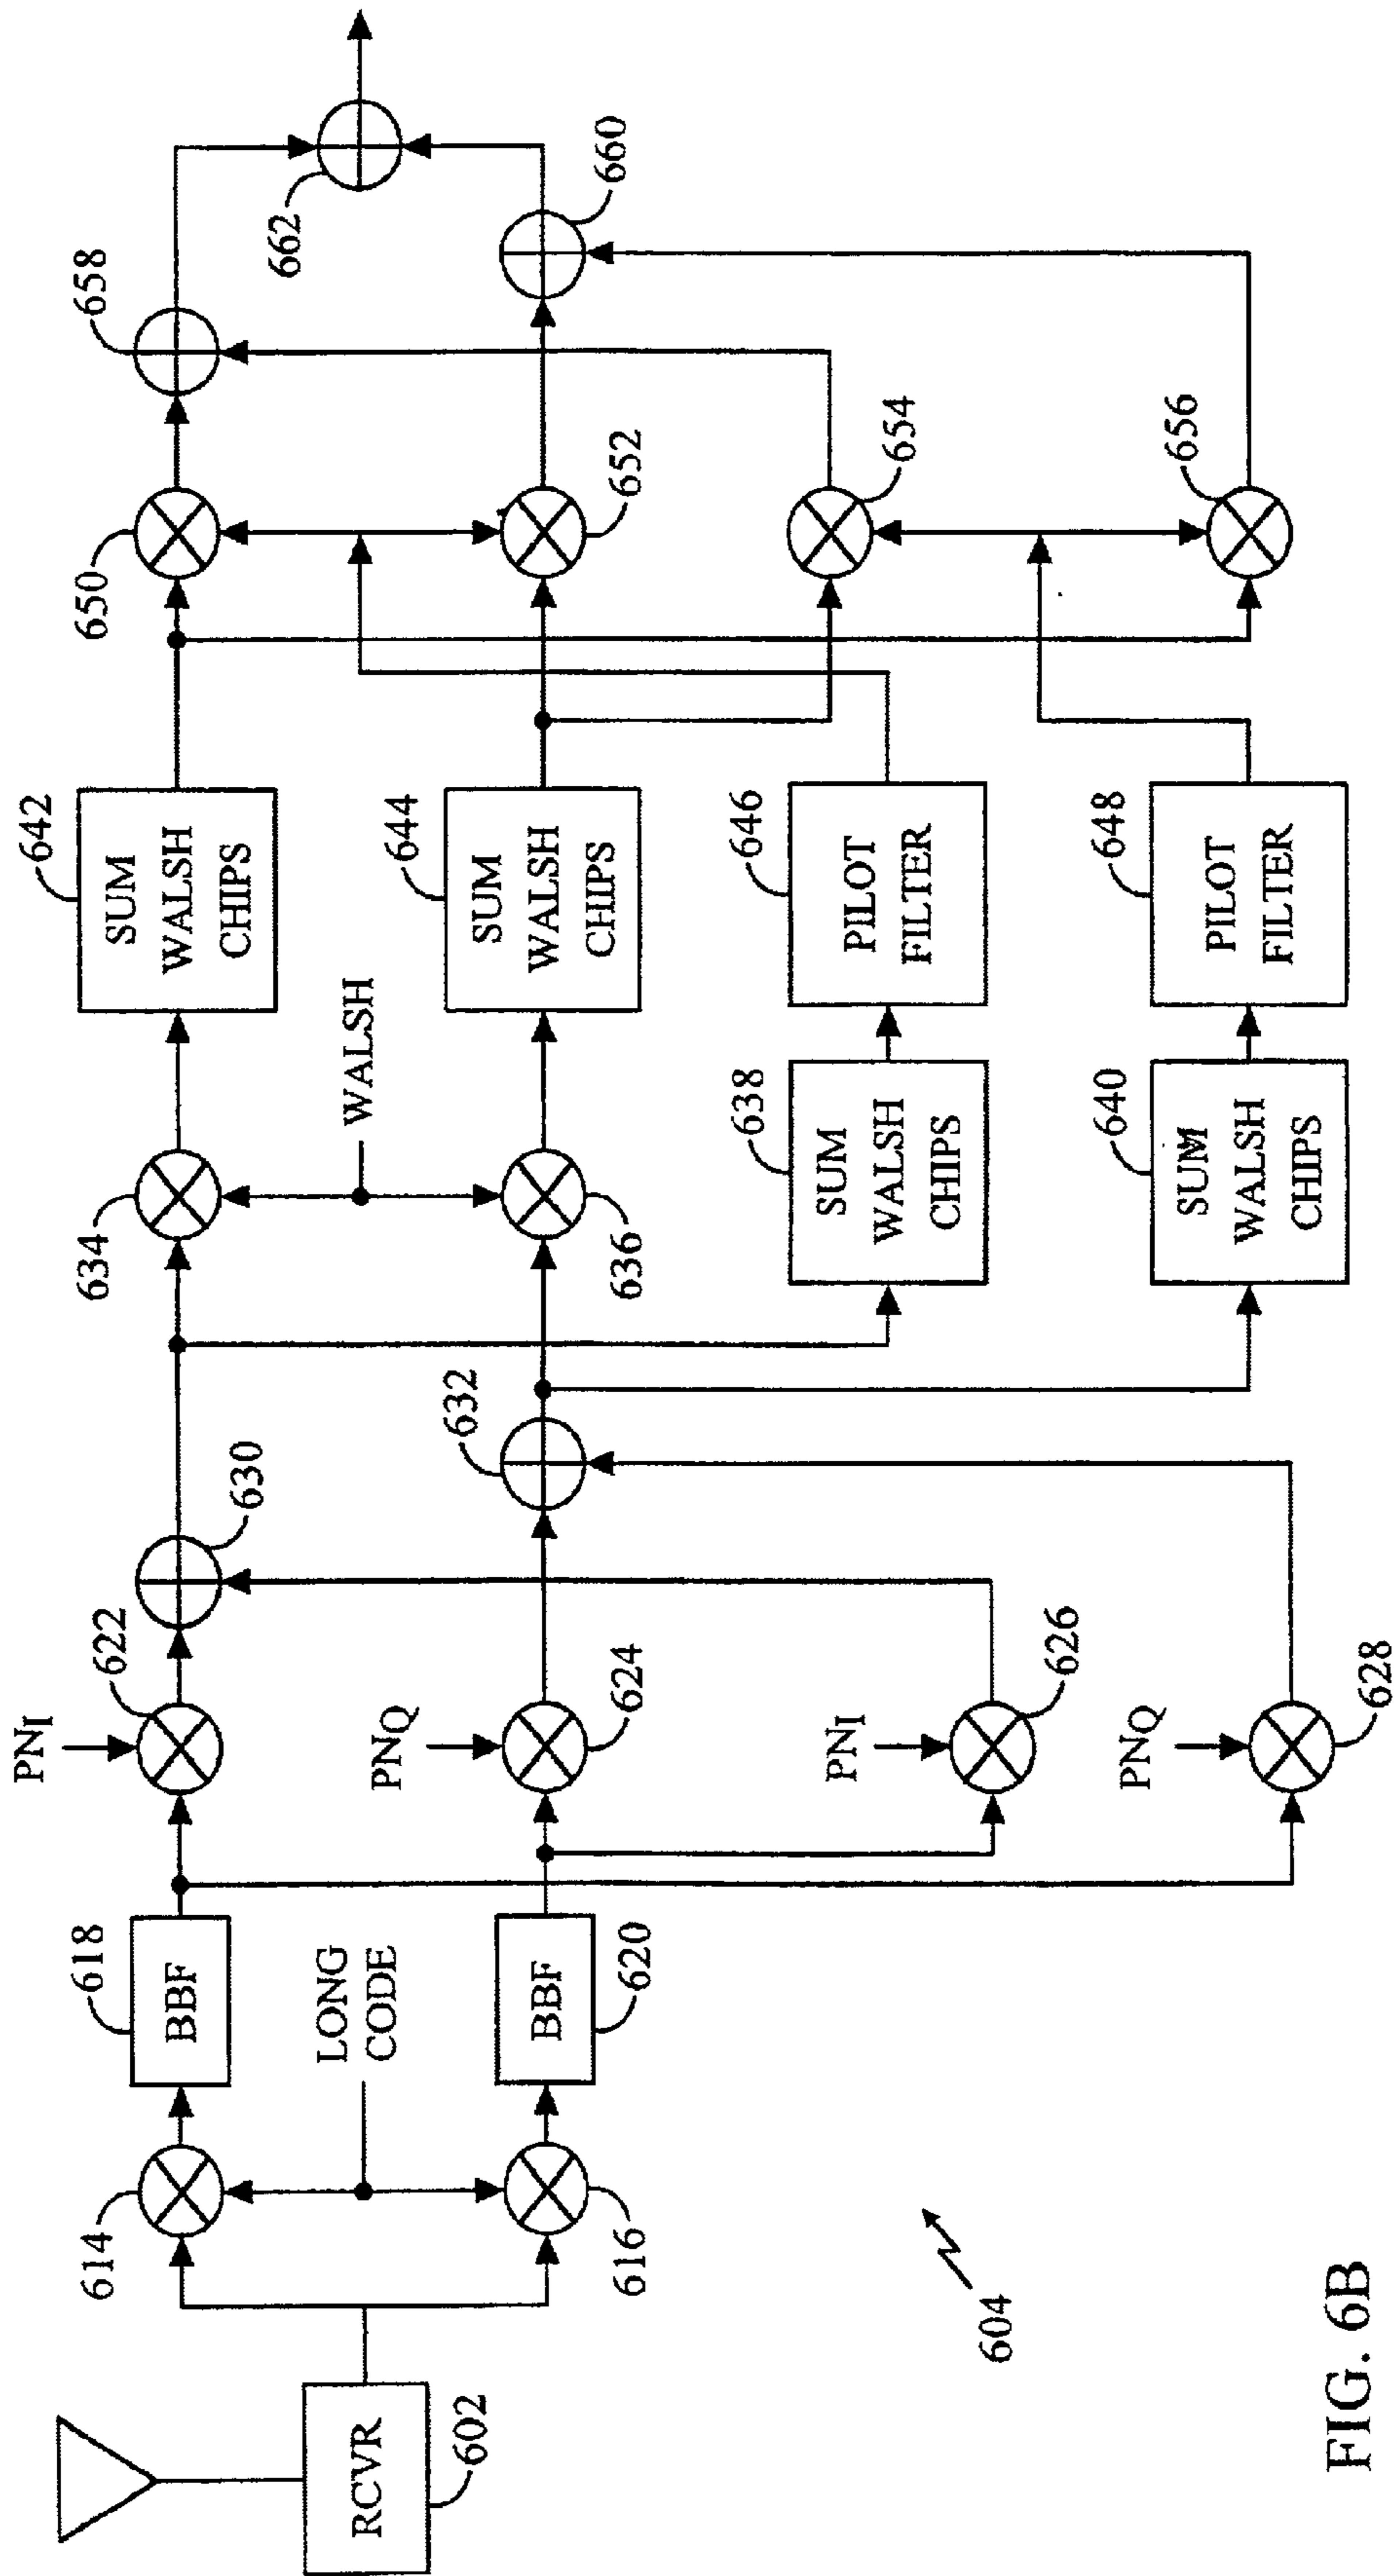 RCVR
602
614
616
LONG
CODE
BBF
618
BBF
620
PNI
622
PNQ
624
PNI
626
PNQ
628
630
632
634
636
WALSH
SUM
WALSH
CHIPS
638
SUM
WALSH
CHIPS
640
SUM
WALSH
CHIPS
642
SUM
WALSH
CHIPS
644
PILOT
FILTER
646
PILOT
FILTER
648
650
652
654
656
658
660
662
604
FIG. 6B